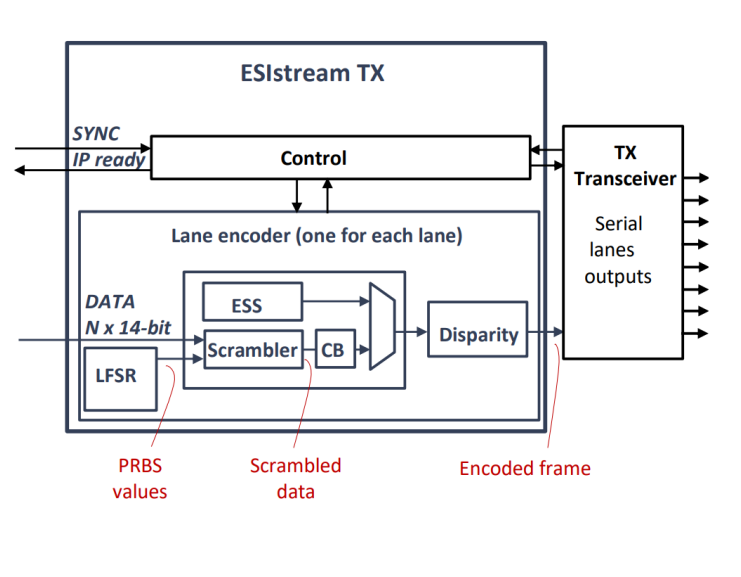 ESIstream TX
SYNC
IP ready
Control
TX
Transceiver
Serial
lanes
outputs
Lane encoder (one for each lane)
DATA
N x 14-bit
ESS
Scrambler
CB
Disparity
LFSR
PRBS
values
Scrambled
data
Encoded frame